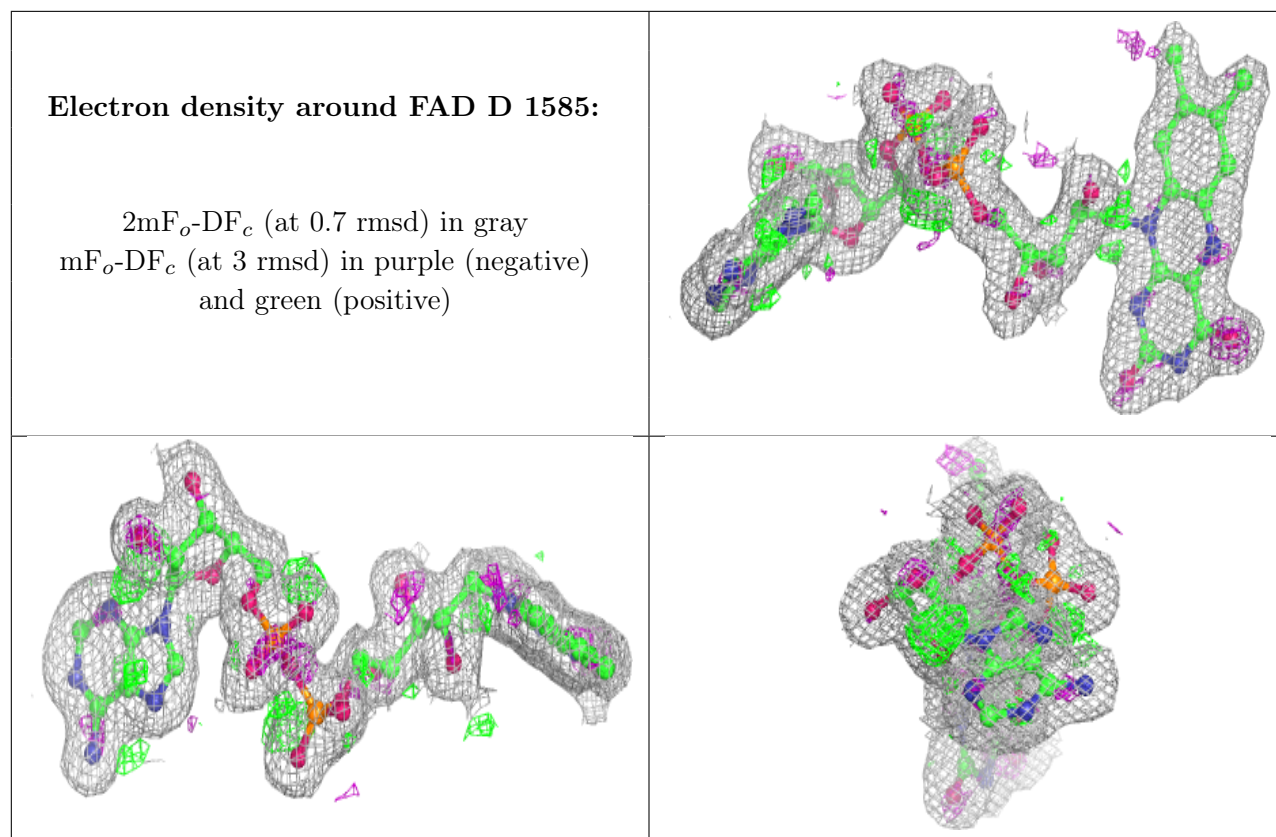 Electron density around FAD D 1585:
2mFₒ-DF𝒸 (at 0.7 rmsd) in gray
mFₒ-DF𝒸 (at 3 rmsd) in purple (negative)
and green (positive)